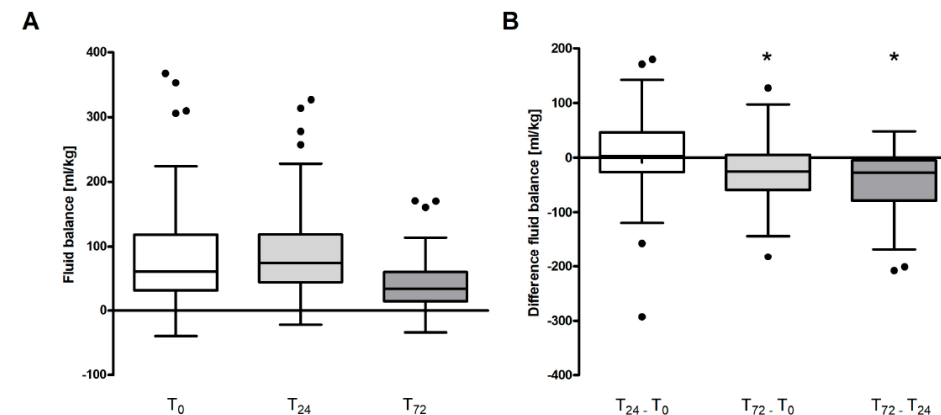 A
Fluid balance [ml/kg]
400
300
200
100
0
-100
T0
T24
T72
B
Difference fluid balance [ml/kg]
200
100
0
-100
-200
-300
-400
*
*
T24 - T0
T72 - T0
T72 - T24